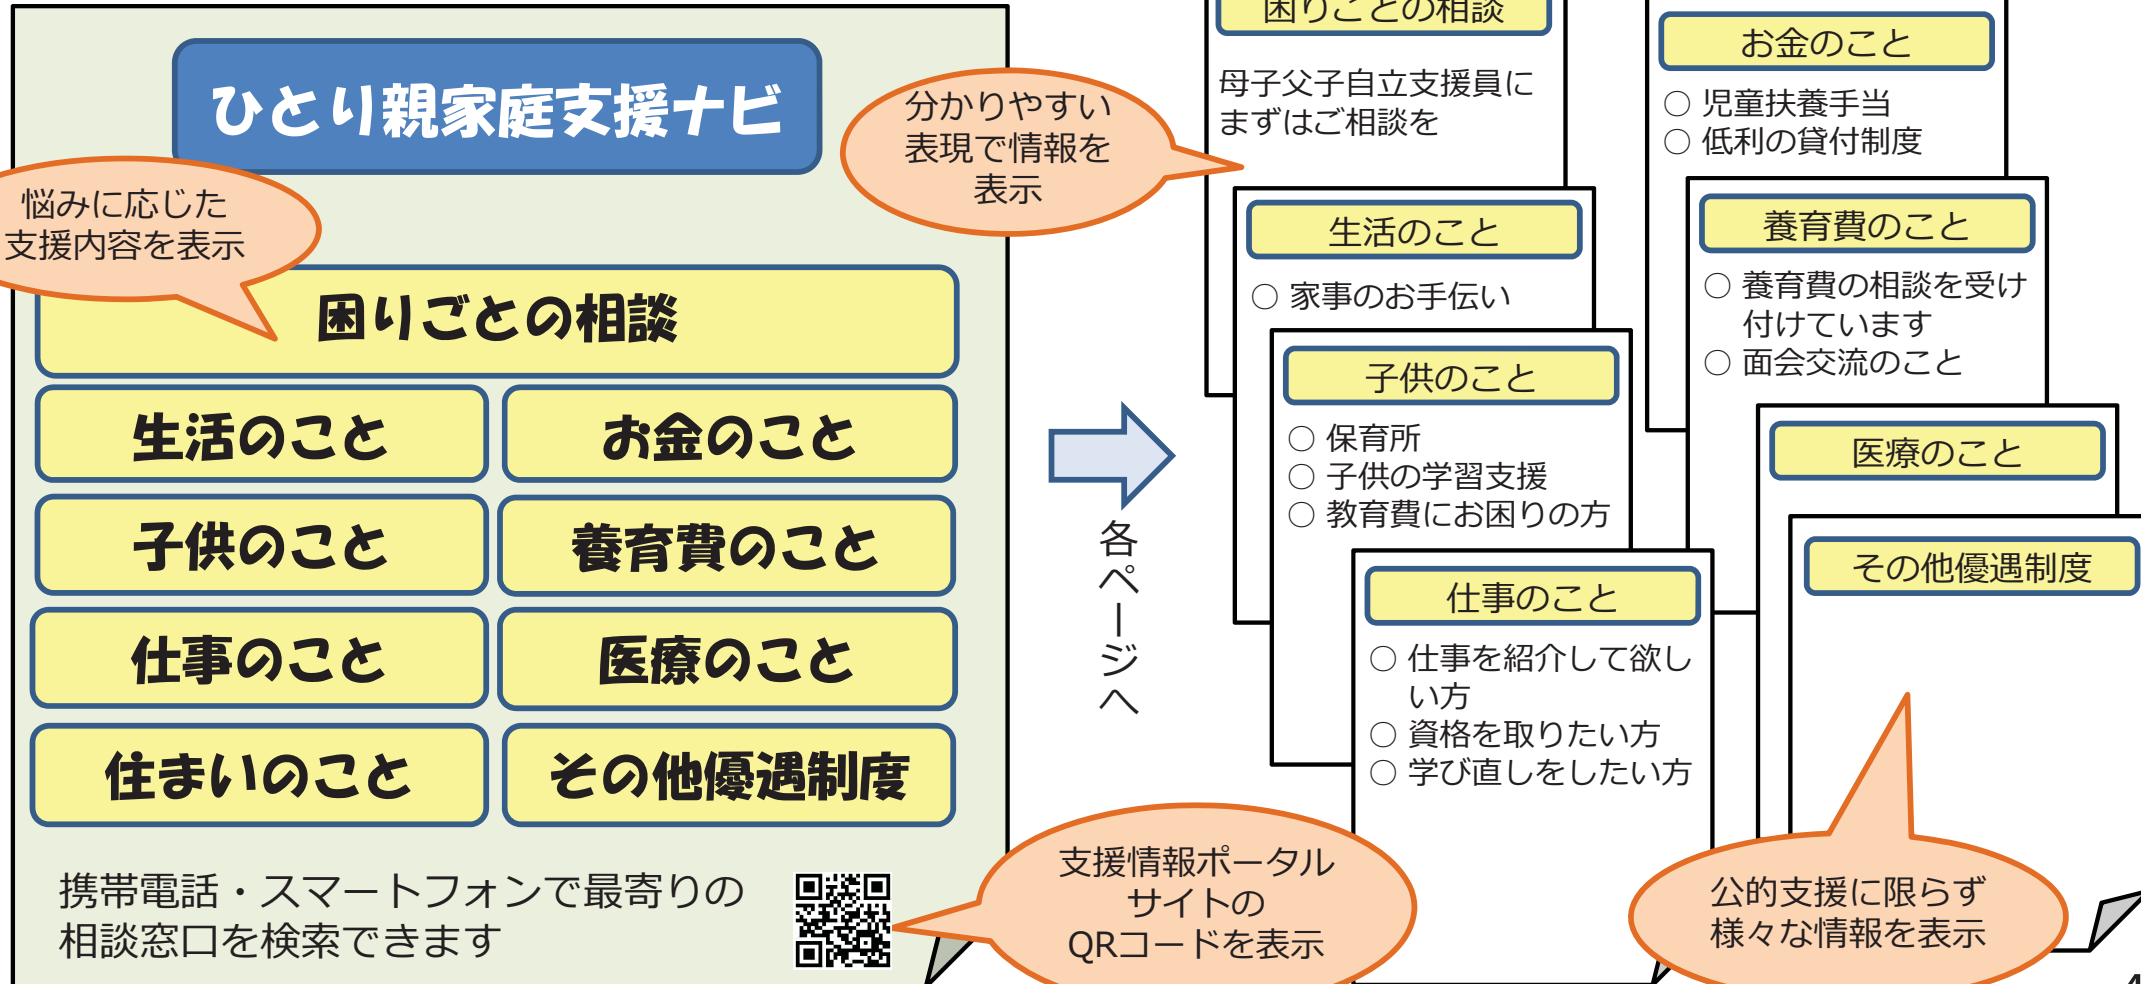 ひとり親家庭支援ナビ
悩みに応じた
支援内容を表示
困りごとの相談
生活のこと
お金のこと
子供のこと
養育費のこと
仕事のこと
医療のこと
住まいのこと
その他優遇制度
携帯電話・スマートフォンで最寄りの
相談窓口を検索できます
支援情報ポータル
サイトの
QRコードを表示
分かりやすい
表現で情報を
表示
各ページへ
困りごとの相談
母子父子自立支援員に
まずはご相談を
生活のこと
○ 家事のお手伝い
子供のこと
○ 保育所
○ 子供の学習支援
○ 教育費にお困りの方
仕事のこと
○ 仕事を紹介して欲し
い方
○ 資格を取りたい方
○ 学び直しをしたい方
お金のこと
○ 児童扶養手当
○ 低利の貸付制度
養育費のこと
○ 養育費の相談を受け
付けています
○ 面会交流のこと
医療のこと
その他優遇制度
公的支援に限らず
様々な情報を表示